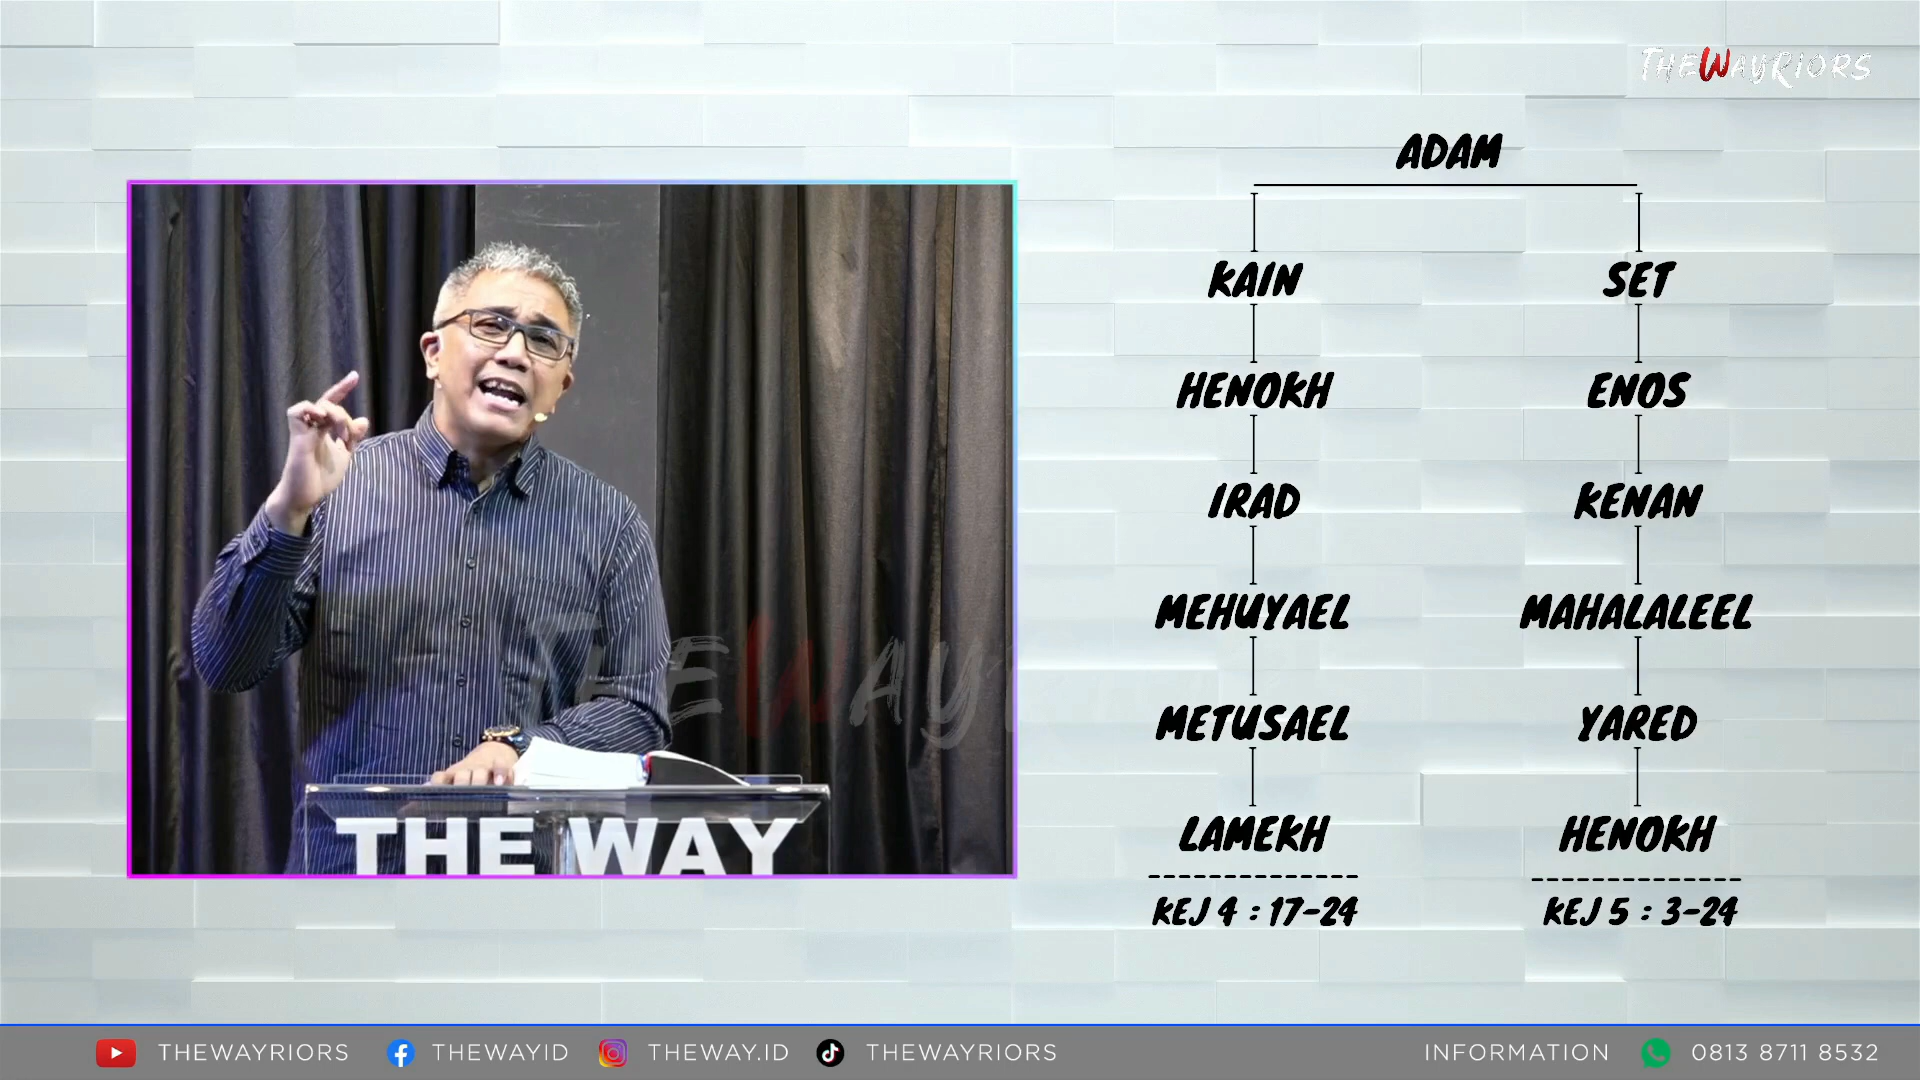 THEWAYRIORS
ADAM
KAIN
SET
HENOKH
ENOS
IRAD
KENAN
MEHUYAEL
MAHALALEEL
METUSAEL
YARED
LAMEKH
HENOKH
KEJ 4 : 17-24
KEJ 5 : 3-24
THEWAY
THE WAY
THEWAYRIORS
THEWAYID
THEWAY.ID
THEWAYRIORS
INFORMATION
0813 8711 8532